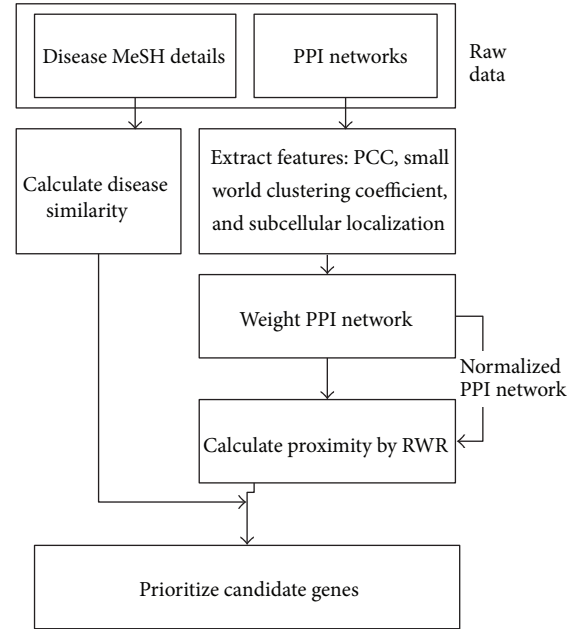 Disease MeSH details
PPI networks
Raw
data
Calculate disease
similarity
Extract features: PCC, small
world clustering coefficient,
and subcellular localization
Weight PPI network
Normalized
PPI network
Calculate proximity by RWR
Prioritize candidate genes